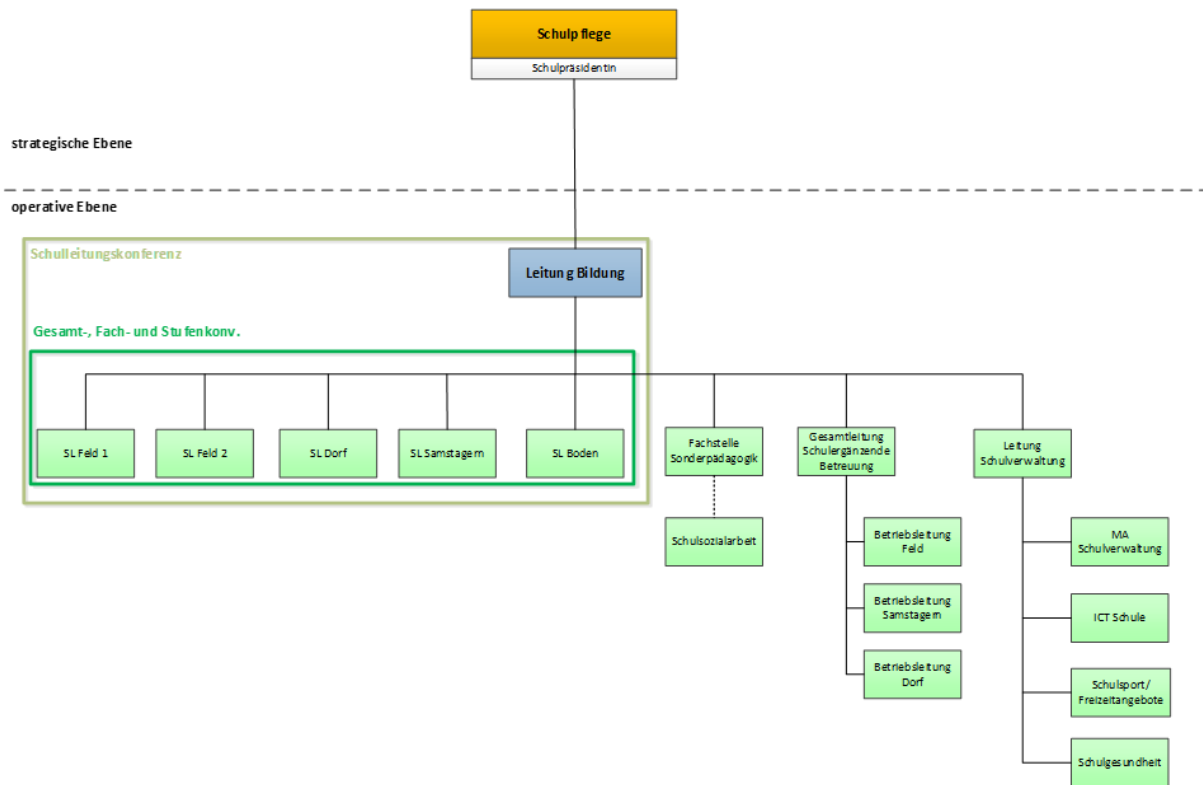 Schulpflege
Schulpräsidentin
strategische Ebene
operative Ebene
Schulleitungskonferenz
Leitung Bildung
Gesamt-, Fach- und Stufenkonv.
SL Feld 1
SL Feld 2
SL Dorf
SL Samstagern
SL Boden
Fachstelle
Sonderpädagogik
Gesamtleitung
Schulergänzende
Betreuung
Leitung
Schulverwaltung
Schulsozialarbeit
Betriebsleitung
Feld
Betriebsleitung
Samstagern
Betriebsleitung
Dorf
MA
Schulverwaltung
ICT Schule
Schulsport/
Freizeitangebote
Schulgesundheit